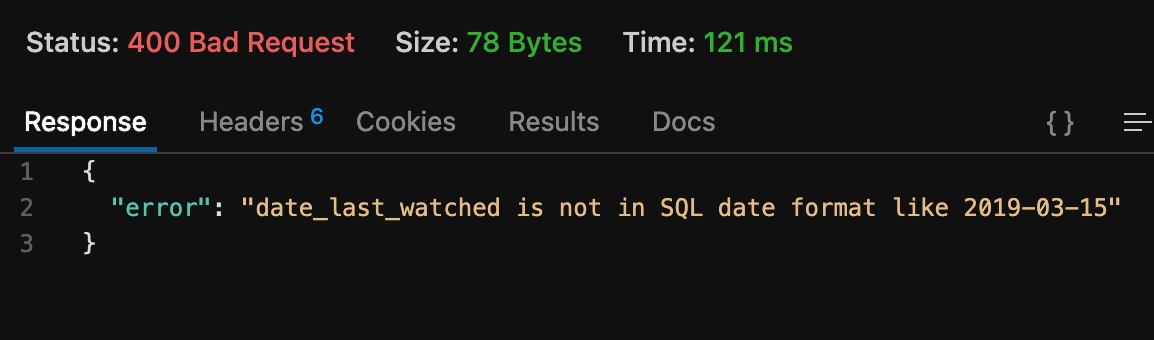 Status: 400 Bad Request Size: 78 Bytes Time: 121 ms
Response Headers 6 Cookies Results Docs { }
1 {
2 "error": "date_last_watched is not in SQL date format like 2019-03-15"
3 }